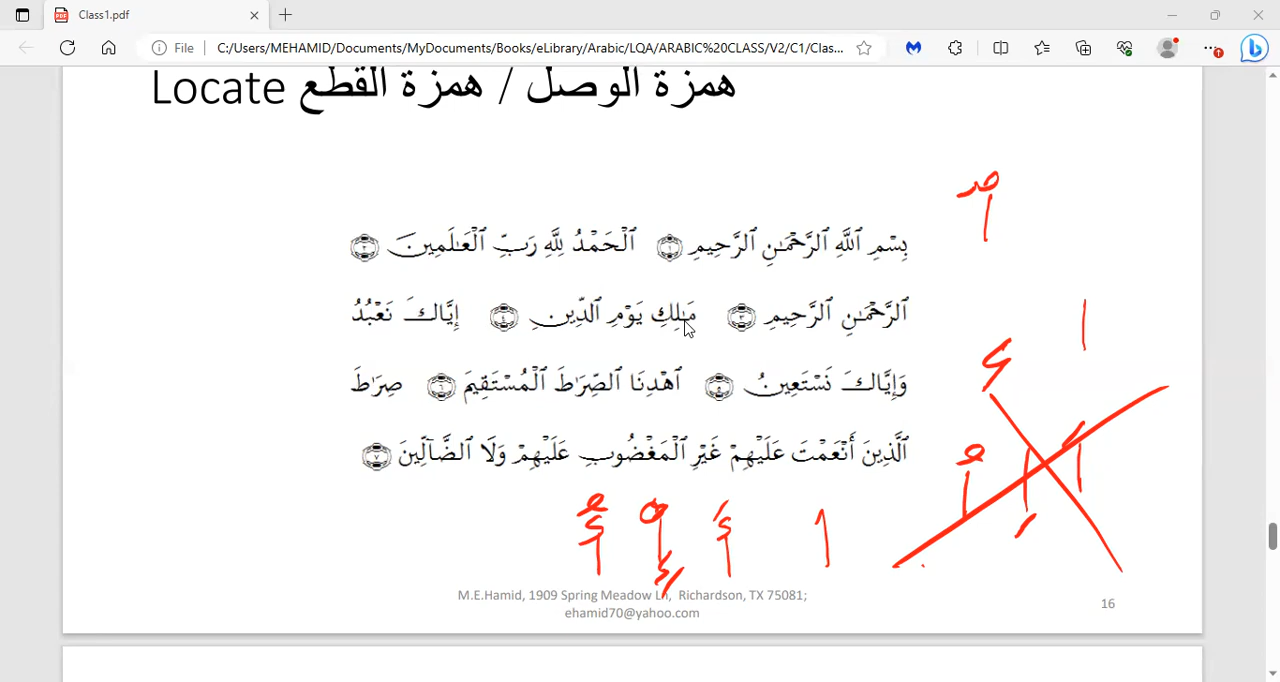 Class1.pdf
File
C:/Users/MEHAMID/Documents/MyDocuments/Books/eLibrary/Arabic/LQA/ARABIC%20CLASS/V2/C1/Clas...
Locate همزة الوصل / همزة القطع
بِسْمِ ٱللَّهِ ٱلرَّحْمَـٰنِ ٱلرَّحِيمِ ١ ٱلْحَمْدُ لِلَّهِ رَبِّ ٱلْعَـٰلَمِينَ ٢
ٱلرَّحْمَـٰنِ ٱلرَّحِيمِ ٣ مَـٰلِكِ يَوْمِ ٱلدِّينِ ٤ إِيَّاكَ نَعْبُدُ
وَإِيَّاكَ نَسْتَعِينُ ٥ ٱهْدِنَا ٱلصِّرَٰطَ ٱلْمُسْتَقِيمَ ٦ صِرَٰطَ
ٱلَّذِينَ أَنْعَمْتَ عَلَيْهِمْ غَيْرِ ٱلْمَغْضُوبِ عَلَيْهِمْ وَلَا ٱلضَّآلِّينَ ٧
M.E.Hamid, 1909 Spring Meadow Ln, Richardson, TX 75081;
ehamid70@yahoo.com
16